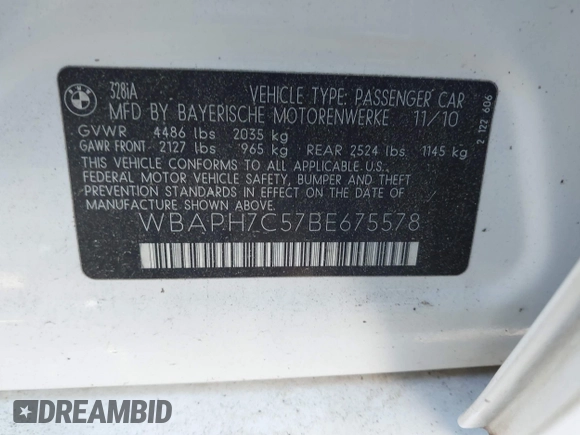 BMW
328iA
VEHICLE TYPE: PASSENGER CAR
MFD BY BAYERISCHE MOTORENWERKE 11/10
GVWR 4486 lbs 2035 kg
GAWR FRONT 2127 lbs 965 kg REAR 2524 lbs. 1145 kg
THIS VEHICLE CONFORMS TO ALL APPLICABLE U.S.
FEDERAL MOTOR VEHICLE SAFETY, BUMPER AND THEFT
PREVENTION STANDARDS IN EFFECT ON THE DATE OF
MANUFACTURE SHOWN ABOVE.
WBAPH7C57BE675578
2 122 606
DREAMBID